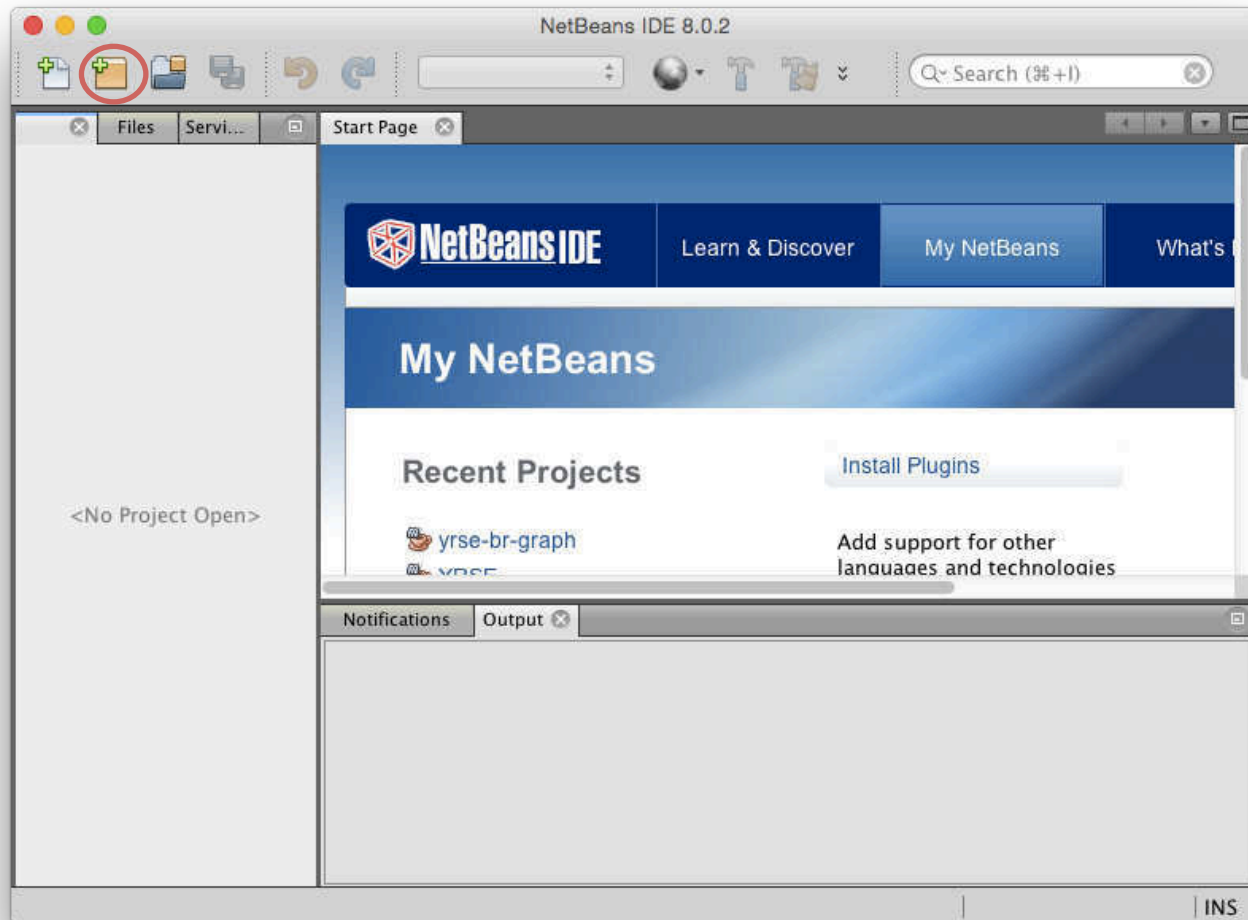 NetBeans IDE 8.0.2
Search (⌘+I)
Files
Servi...
Start Page
NetBeans IDE
Learn & Discover
My NetBeans
What's
My NetBeans
Recent Projects
Install Plugins
<No Project Open>
yrse-br-graph
Add support for other
YRSE
languages and technologies
Notifications
Output
INS